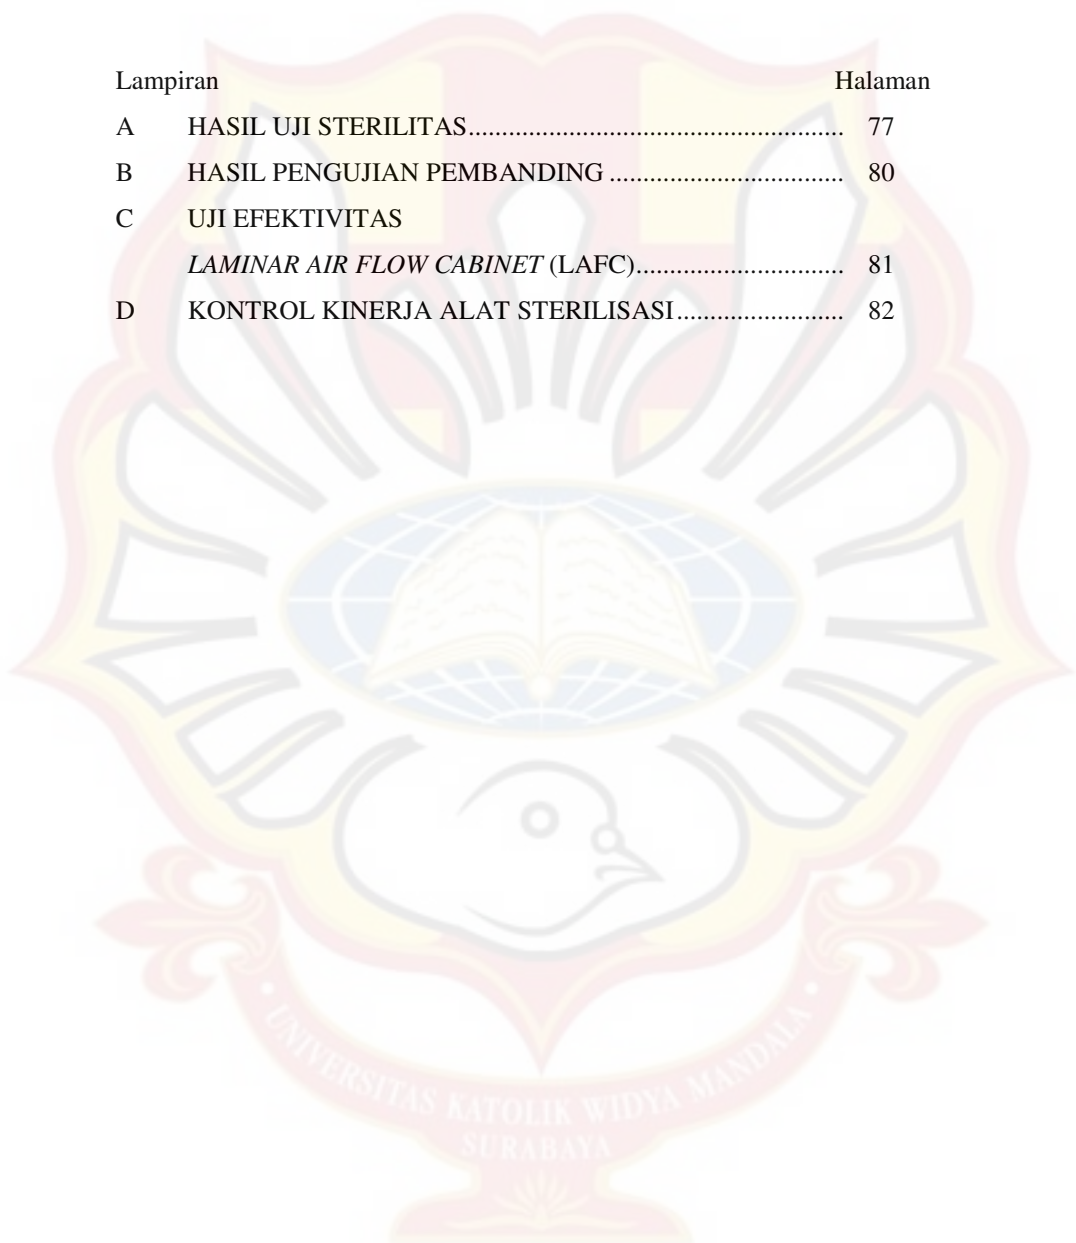 Lampiran Halaman
A HASIL UJI STERILITAS........................................................ 77
B HASIL PENGUJIAN PEMBANDING ................................... 80
C UJI EFEKTIVITAS
LAMINAR AIR FLOW CABINET (LAFC)............................... 81
D KONTROL KINERJA ALAT STERILISASI......................... 82
UNIVERSITAS KATOLIK WIDYA MANDALA
SURABAYA